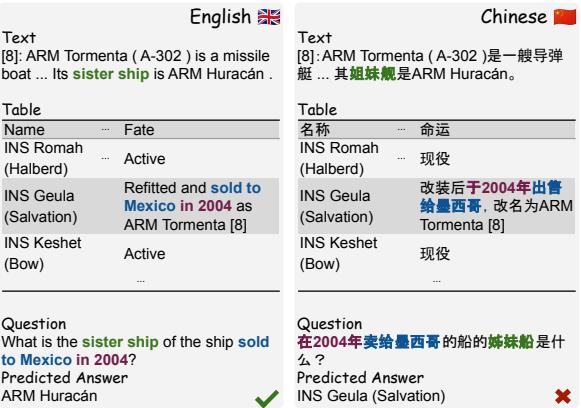 English
Text
[8]: ARM Tormenta ( A-302 ) is a missile
boat ... Its sister ship is ARM Huracán .
Table
Name ... Fate
INS Romah
(Halberd) ... Active
INS Geula
(Salvation)
Refitted and sold to
Mexico in 2004 as
ARM Tormenta [8]
INS Keshet
(Bow)
Active
...
Question
What is the sister ship of the ship sold
to Mexico in 2004?
Predicted Answer
ARM Huracán
Chinese
Text
[8]:ARM Tormenta ( A-302 )是一艘导弹
艇 ... 其姐妹舰是ARM Huracán。
Table
名称 ... 命运
INS Romah
(Halberd) ... 现役
INS Geula
(Salvation)
改装后于2004年出售
给墨西哥，改名为ARM
Tormenta [8]
INS Keshet
(Bow)
现役
...
Question
在2004年卖给墨西哥的船的姊妹船是什
么？
Predicted Answer
INS Geula (Salvation)